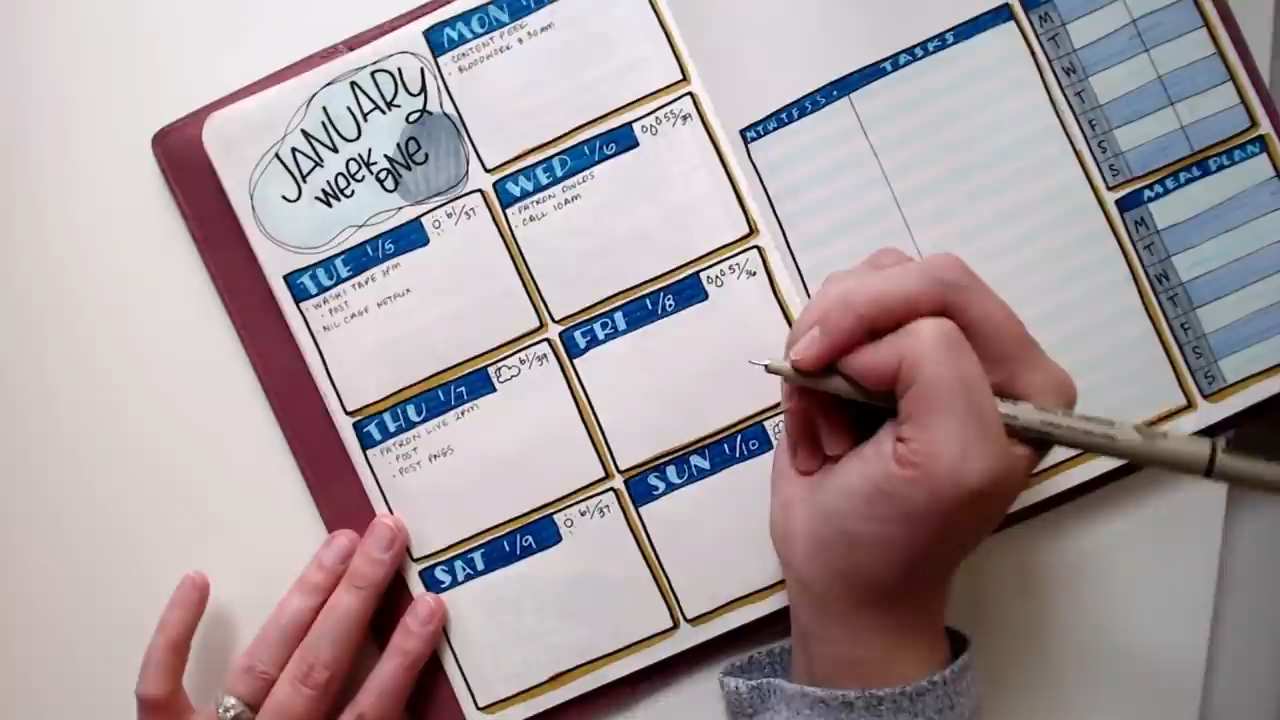 JANUARY
WEEK
ONE
MON
· CONTENT PEEK
· BLOODWORK 8:30AM
TUE 1/5
61/37
· WASHI TAPE 3PM
· POST
· NIC CAGE NETFLIX
WED 1/6
55/39
· PATRON DWLDS
· CALL 10AM
THU 1/7
61/39
· PATRON LIVE 2PM
· POST
· POST PNGS
FRI 1/8
57/36
SAT 1/9
61/37
SUN 1/10
TASKS
M T W T F S S
M
T
W
T
F
S
S
MEAL PLAN
M
T
W
T
F
S
S